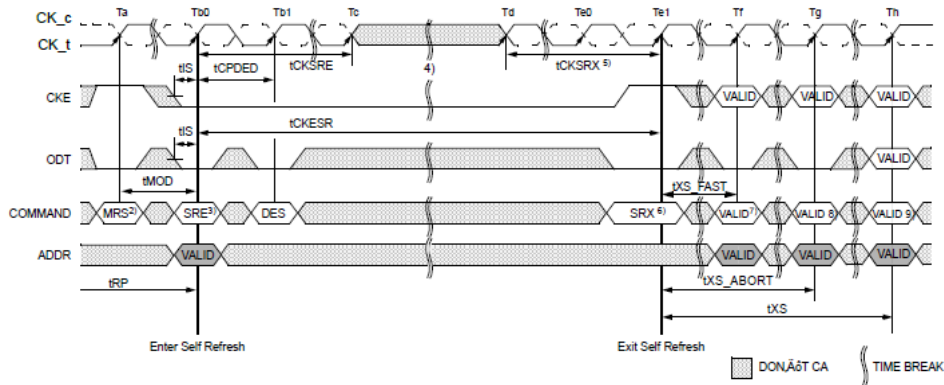 Ta Tb0 Tb1 Tc Td Te0 Te1 Tf Tg Th
CK_c
CK_t
tIS tCPDED tCKSRE 4) tCKSRX 5)
CKE VALID VALID VALID
tIS tCKESR
ODT VALID
tMOD tXS_FAST
COMMAND MRS2) SRE3) DES SRX 6) VALID7) VALID 8) VALID 9)
ADDR VALID VALID VALID VALID
tRP tXS_ABORT
tXS
Enter Self Refresh Exit Self Refresh
DON‚ÄôT CA TIME BREAK